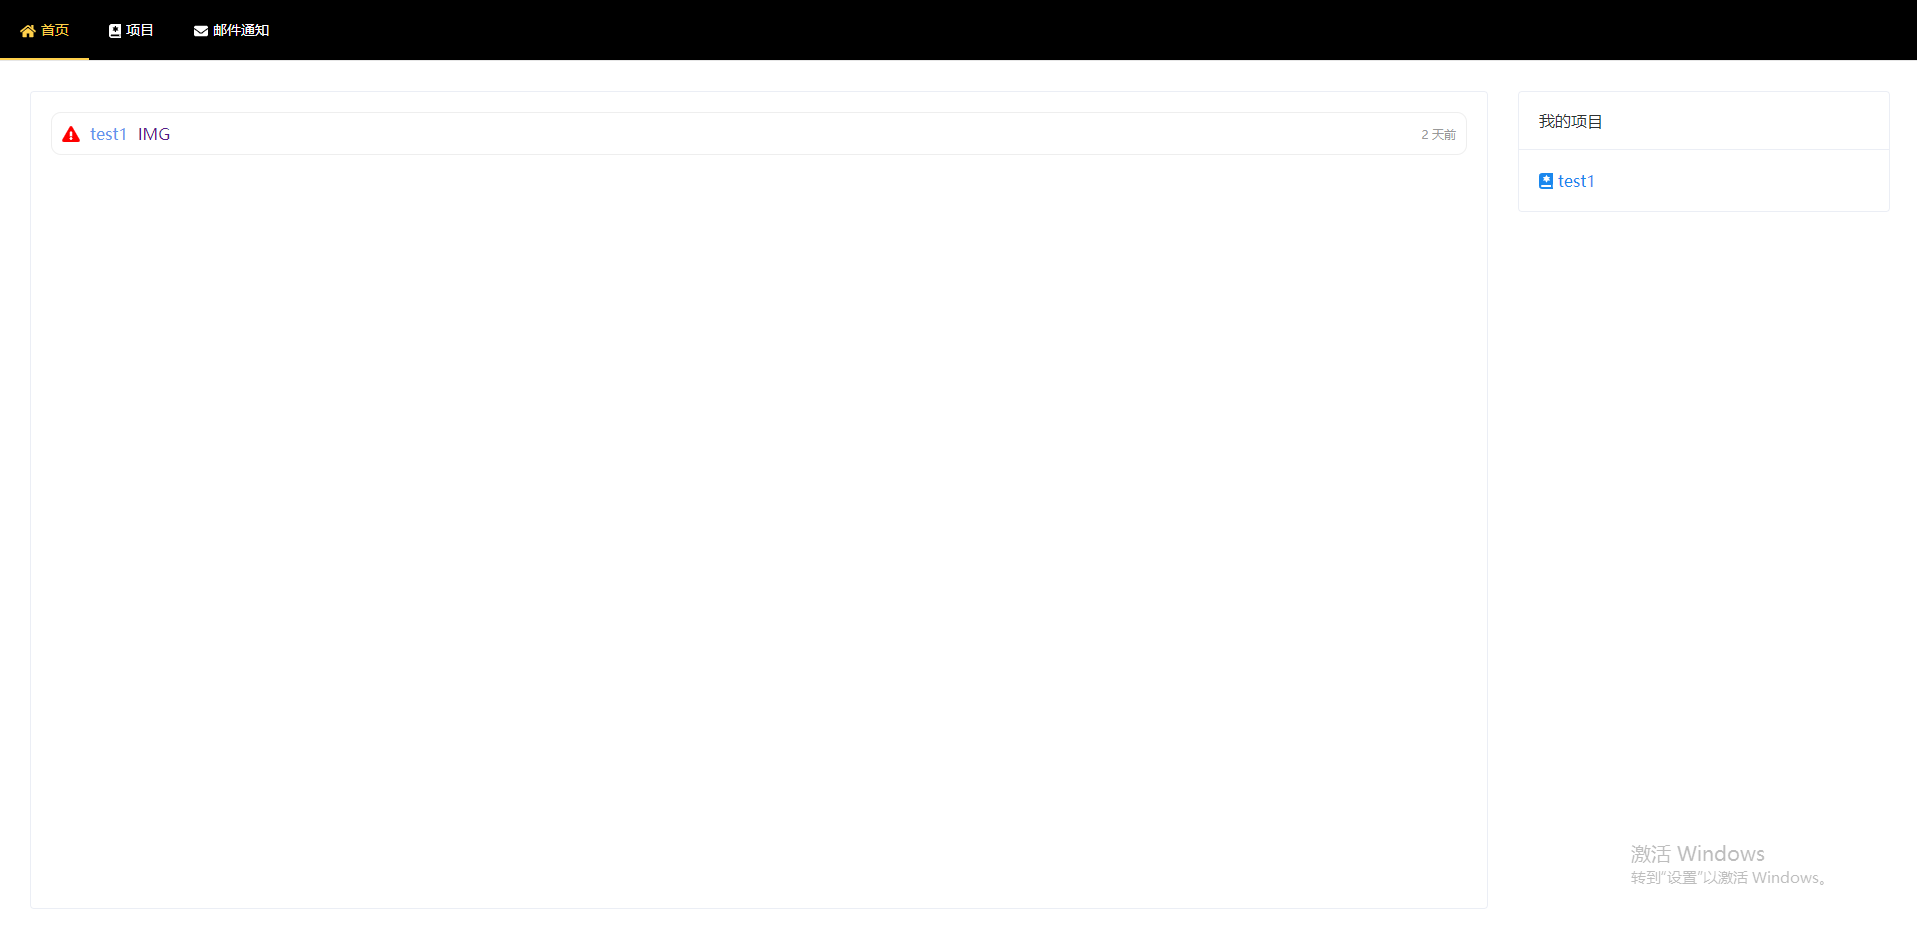 首页 项目 邮件通知
test1 IMG 2 天前
我的项目
test1
激活 Windows
转到“设置”以激活 Windows。